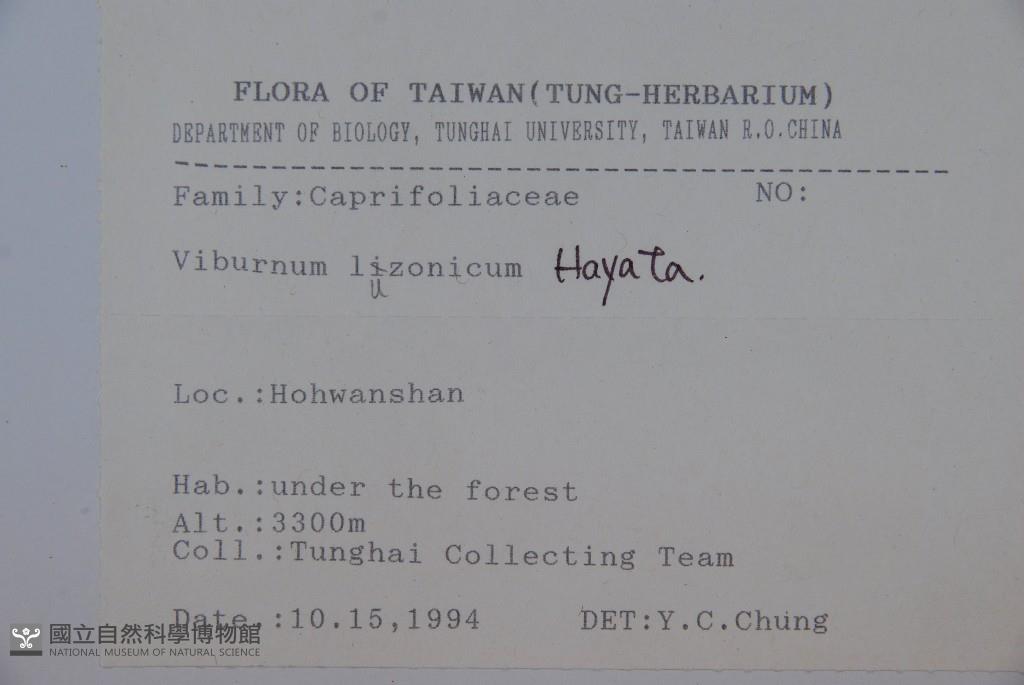 FLORA OF TAIWAN(TUNG-HERBARIUM)
DEPARTMENT OF BIOLOGY, TUNGHAI UNIVERSITY, TAIWAN R.O.CHINA
Family:Caprifoliaceae NO:
Viburnum lizonicum Hayata.
u
Loc.:Hohwanshan
Hab.:under the forest
Alt.:3300m
Coll.:Tunghai Collecting Team
Date.:10.15,1994 DET:Y.C.Chung
國立自然科學博物館
NATIONAL MUSEUM OF NATURAL SCIENCE